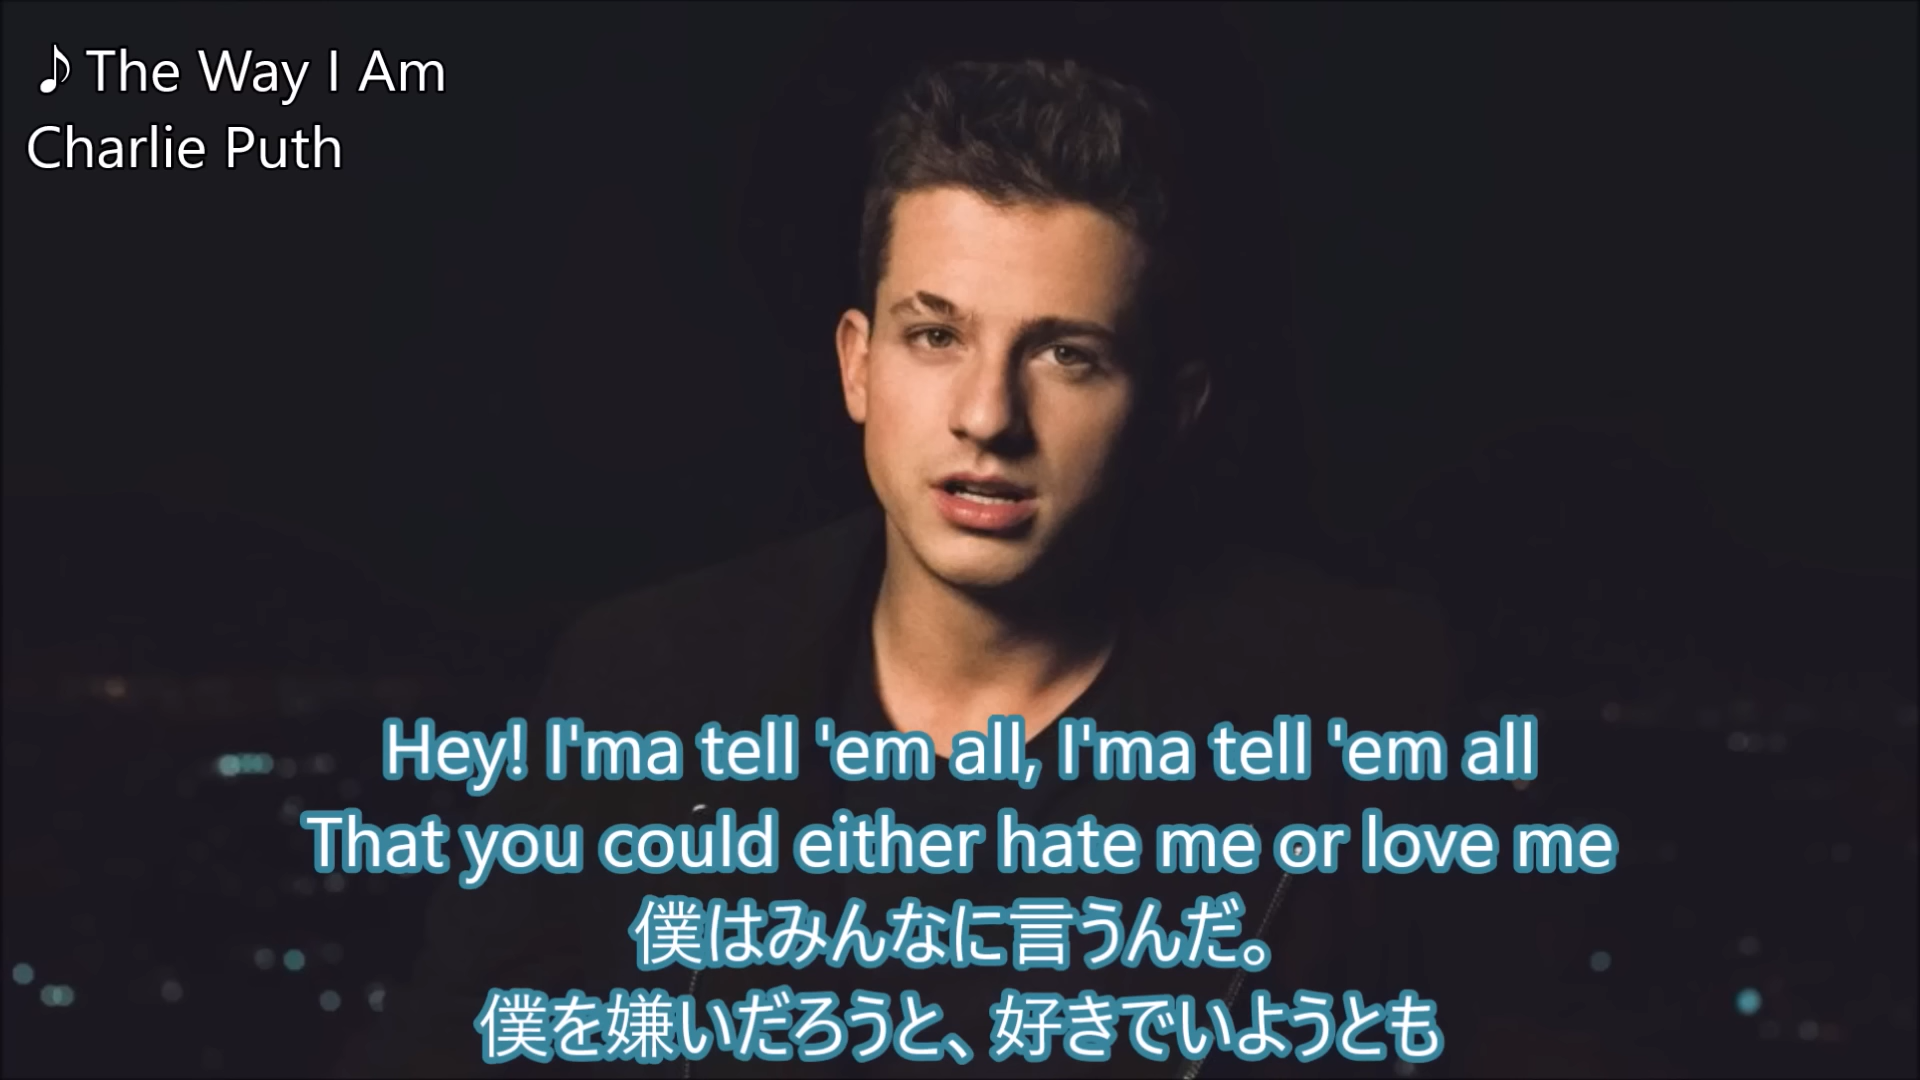 ♪The Way I Am
Charlie Puth
Hey! I'ma tell 'em all, I'ma tell 'em all
That you could either hate me or love me
僕はみんなに言うんだ。
僕を嫌いだろうと、好きでいようとも